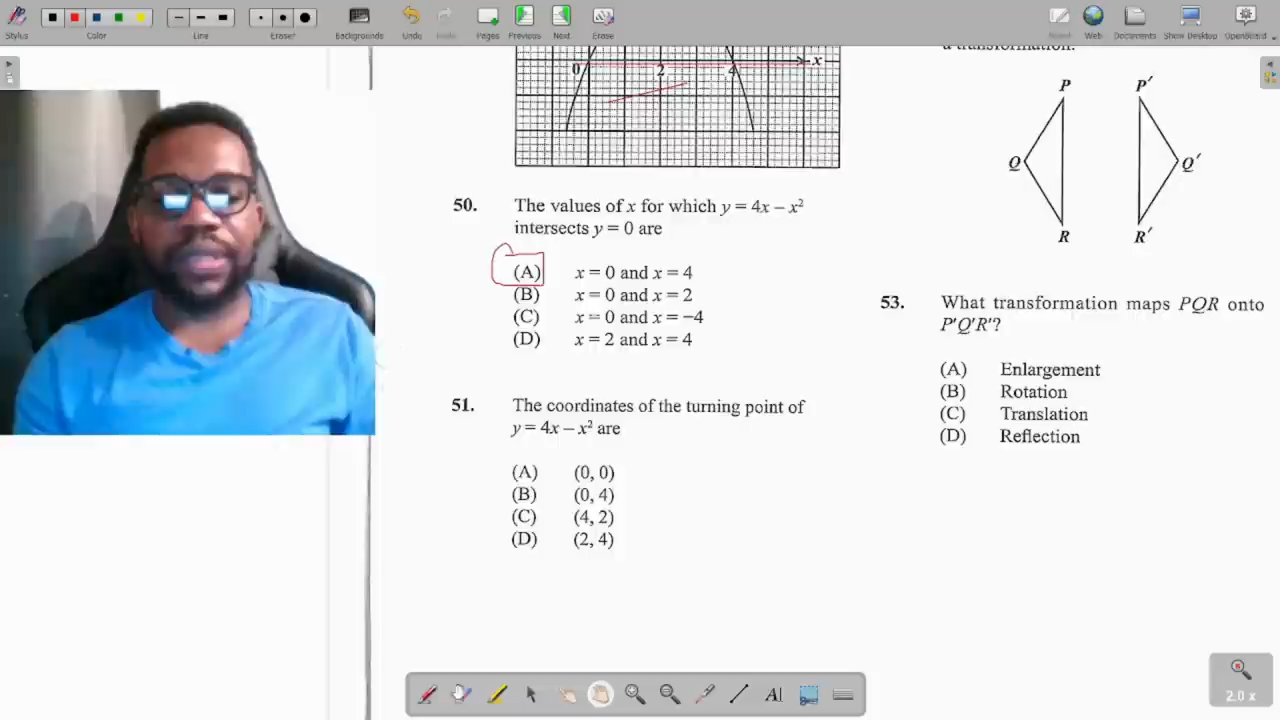 Stylus
Color
Line
Eraser
Backgrounds
Undo
Redo
Pages
Previous
Next
Erase
Board
Web
Documents
Show Desktop
OpenBoard
0 2 4 x
50. The values of x for which y = 4x – x²
intersects y = 0 are
(A) x = 0 and x = 4
(B) x = 0 and x = 2
(C) x = 0 and x = −4
(D) x = 2 and x = 4
51. The coordinates of the turning point of
y = 4x – x² are
(A) (0, 0)
(B) (0, 4)
(C) (4, 2)
(D) (2, 4)
a transformation.
P P′
Q Q′
R R′
53. What transformation maps PQR onto
P′Q′R′?
(A) Enlargement
(B) Rotation
(C) Translation
(D) Reflection
AI
2.0 x